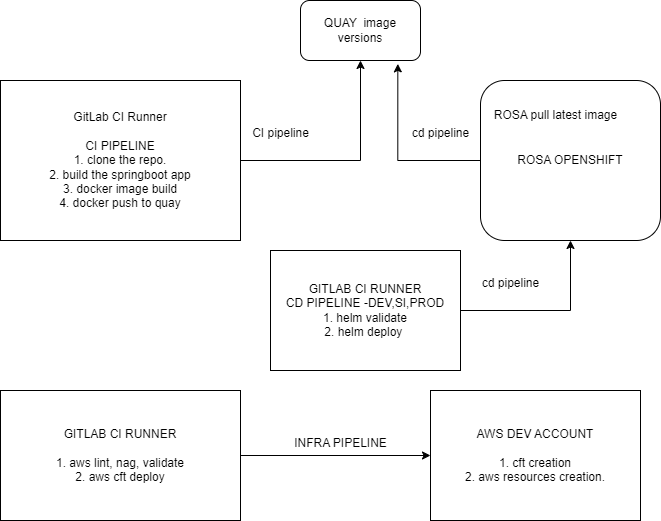 QUAY image
versions
GitLab CI Runner
CI PIPELINE
1. clone the repo.
2. build the springboot app
3. docker image build
4. docker push to quay
CI pipeline
cd pipeline
ROSA pull latest image
ROSA OPENSHIFT
GITLAB CI RUNNER
CD PIPELINE -DEV,SI,PROD
1. helm validate
2. helm deploy
cd pipeline
GITLAB CI RUNNER
1. aws lint, nag, validate
2. aws cft deploy
INFRA PIPELINE
AWS DEV ACCOUNT
1. cft creation
2. aws resources creation.